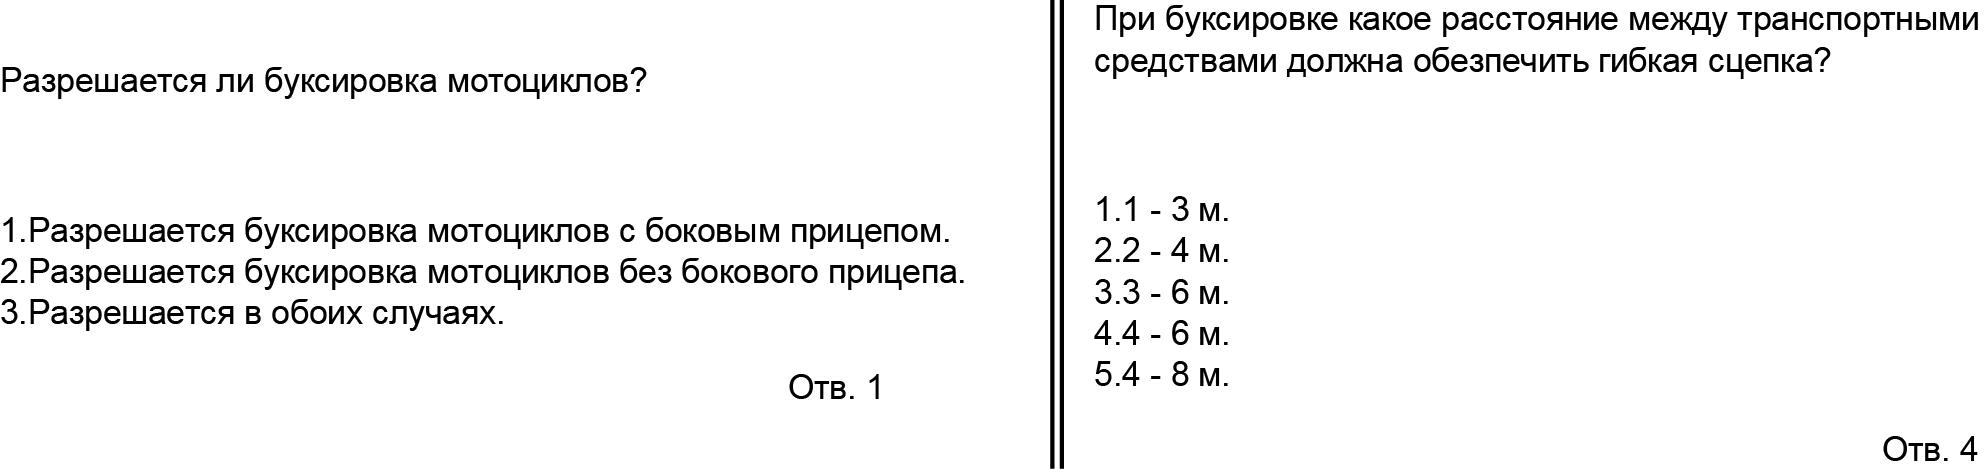 Разрешается ли буксировка мотоциклов?
1.Разрешается буксировка мотоциклов с боковым прицепом.
2.Разрешается буксировка мотоциклов без бокового прицепа.
3.Разрешается в обоих случаях.
Отв. 1
При буксировке какое расстояние между транспортными
средствами должна обезпечить гибкая сцепка?
1.1 - 3 м.
2.2 - 4 м.
3.3 - 6 м.
4.4 - 6 м.
5.4 - 8 м.
Отв. 4